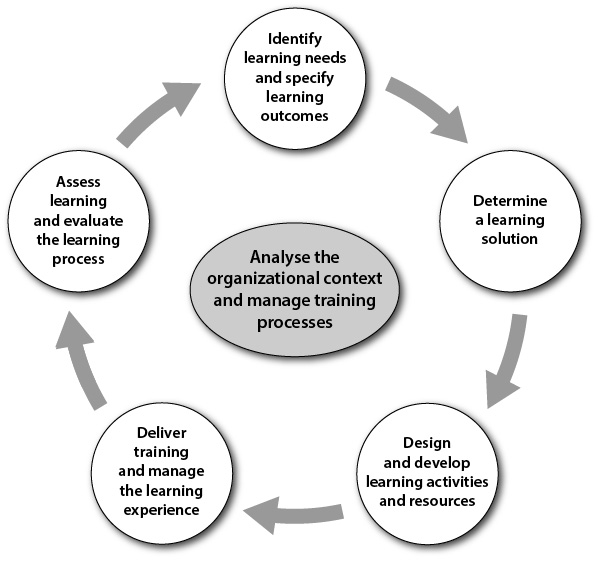 Identify
learning needs
and specify
learning
outcomes
Determine
a learning
solution
Design
and develop
learning activities
and resources
Deliver
training
and manage
the learning
experience
Assess
learning
and evaluate
the learning
process
Analyse the
organizational context
and manage training
processes